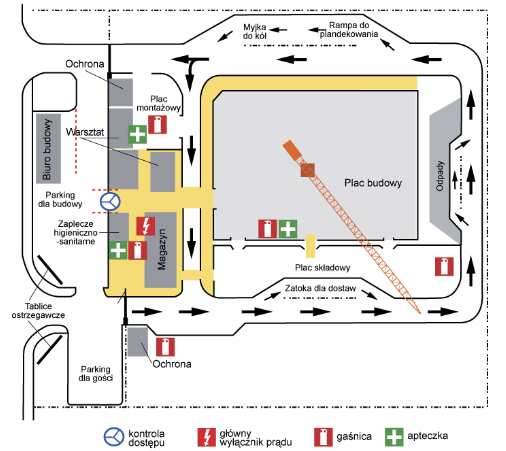 Myjka
do kół
Rampa do
plandekowania
Ochrona
Plac
montażowy
Warsztat
Biuro budowy
Plac budowy
Odpady
Parking
dla budowy
Zaplecze
higieniczno
-sanitarne
Magazyn
Plac składowy
Zatoka dla dostaw
Tablice
ostrzegawcze
Parking
dla gości
Ochrona
kontrola
dostępu
główny
wyłącznik prądu
gaśnica
apteczka